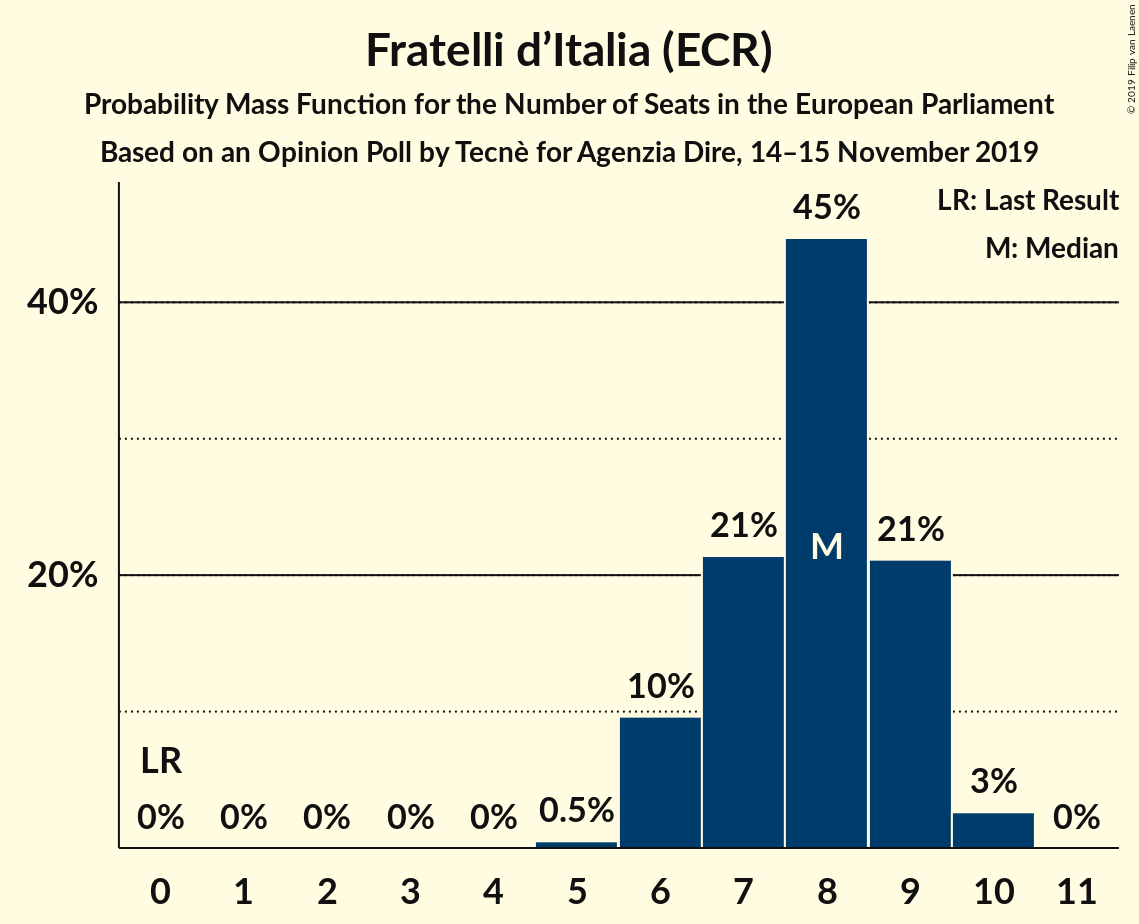 Fratelli d’Italia (ECR)
Probability Mass Function for the Number of Seats in the European Parliament
Based on an Opinion Poll by Tecnè for Agenzia Dire, 14–15 November 2019
© 2019 Filip van Laenen
LR: Last Result
M: Median
45%
40%
21%
21%
M
20%
10%
LR
3%
0%
0%
0%
0%
0%
0.5%
0%
0 1 2 3 4 5 6 7 8 9 10 11